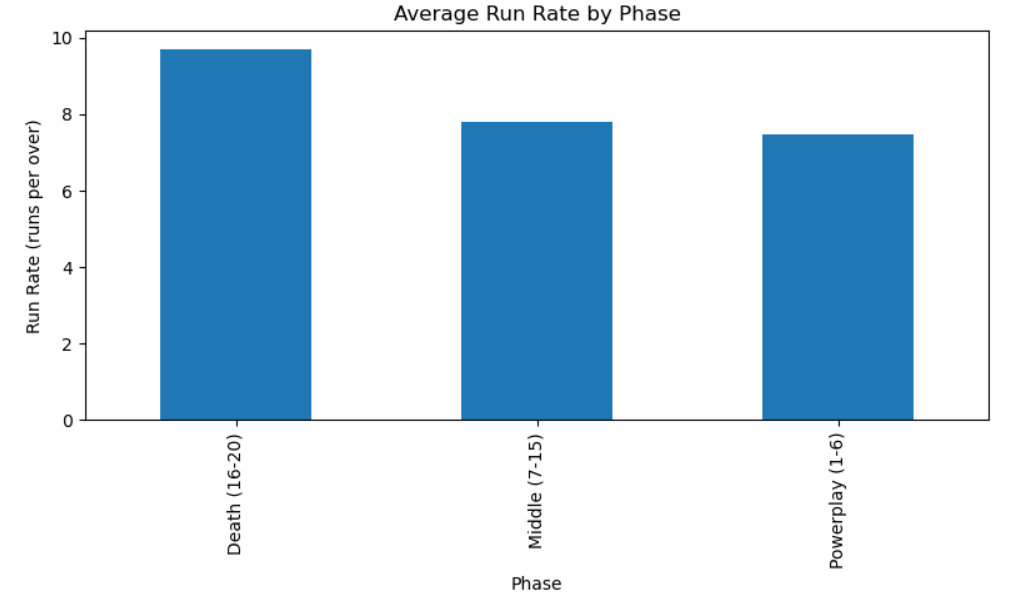 Average Run Rate by Phase
Run Rate (runs per over)
10
8
6
4
2
0
Death (16-20)
Middle (7-15)
Powerplay (1-6)
Phase